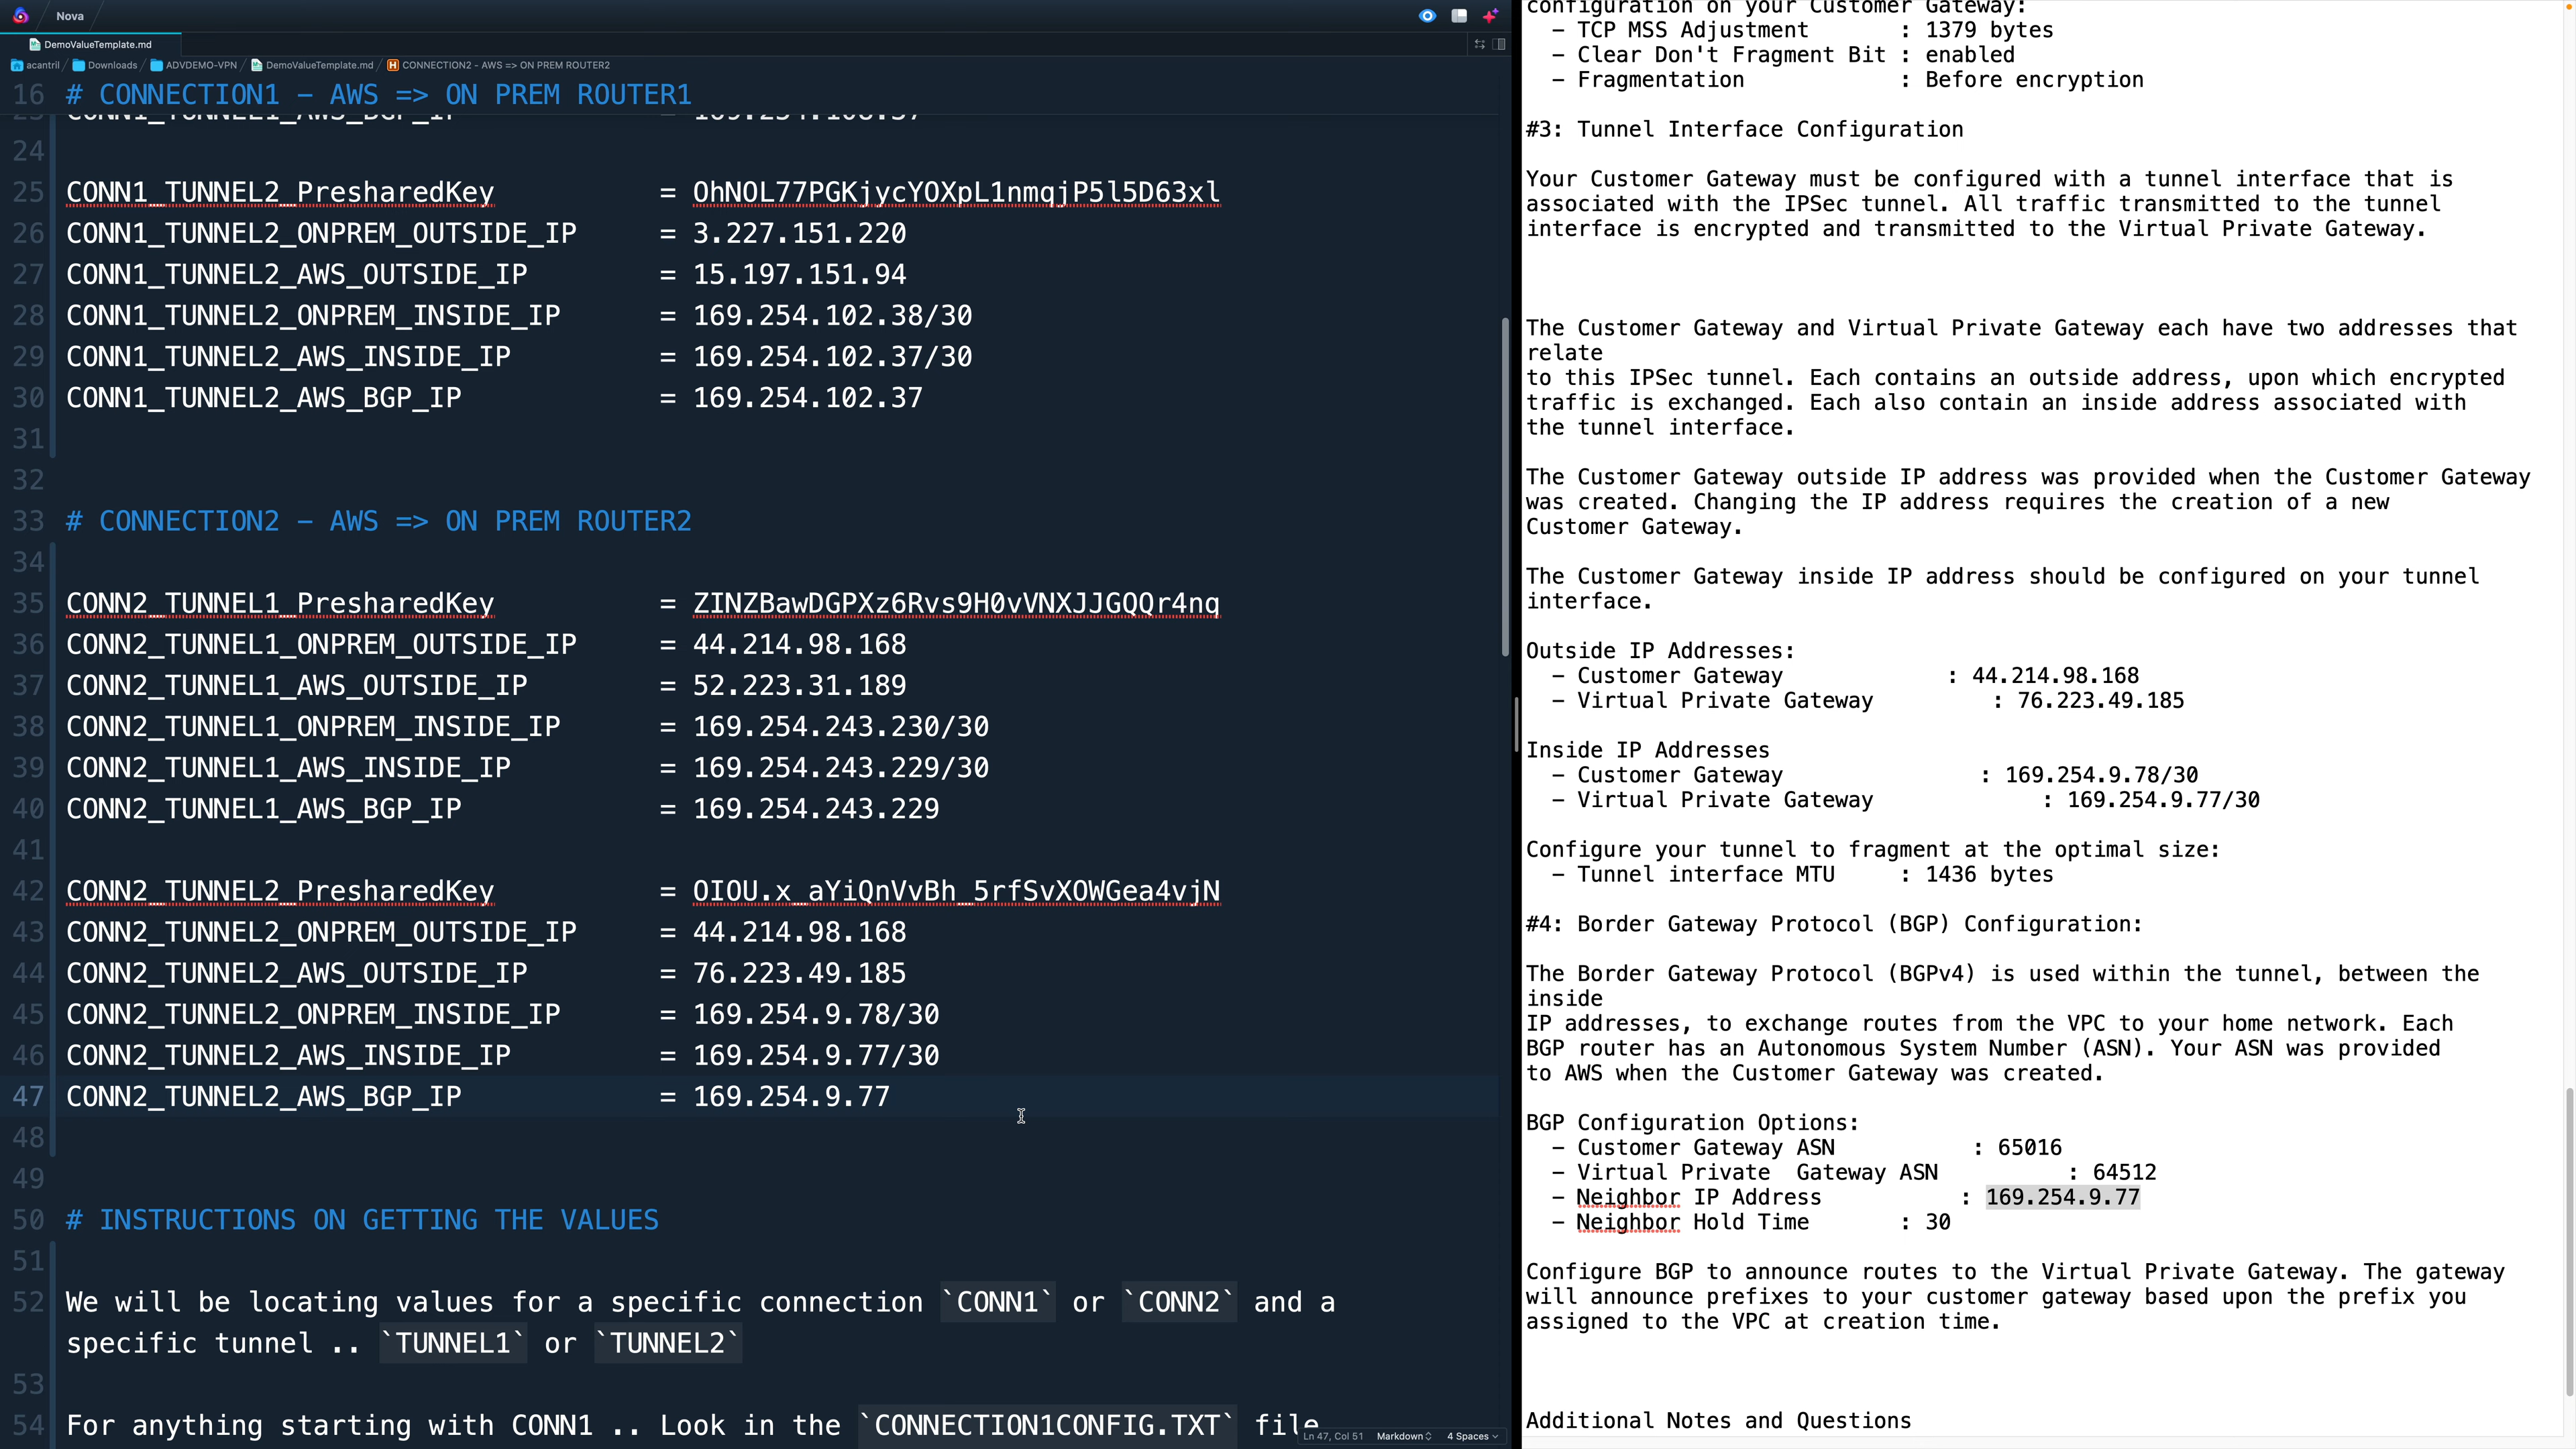 Nova
DemoValueTemplate.md
acantril / Downloads / ADVDEMO-VPN / DemoValueTemplate.md / H CONNECTION2 - AWS => ON PREM ROUTER2
16 # CONNECTION1 - AWS => ON PREM ROUTER1
24
25 CONN1_TUNNEL2_PresharedKey = OhNOL77PGKjycYOXpL1nmqjP5l5D63xl
26 CONN1_TUNNEL2_ONPREM_OUTSIDE_IP = 3.227.151.220
27 CONN1_TUNNEL2_AWS_OUTSIDE_IP = 15.197.151.94
28 CONN1_TUNNEL2_ONPREM_INSIDE_IP = 169.254.102.38/30
29 CONN1_TUNNEL2_AWS_INSIDE_IP = 169.254.102.37/30
30 CONN1_TUNNEL2_AWS_BGP_IP = 169.254.102.37
31
32
33 # CONNECTION2 - AWS => ON PREM ROUTER2
34
35 CONN2_TUNNEL1_PresharedKey = ZINZBawDGPXz6Rvs9H0vVNXJJGQQr4nq
36 CONN2_TUNNEL1_ONPREM_OUTSIDE_IP = 44.214.98.168
37 CONN2_TUNNEL1_AWS_OUTSIDE_IP = 52.223.31.189
38 CONN2_TUNNEL1_ONPREM_INSIDE_IP = 169.254.243.230/30
39 CONN2_TUNNEL1_AWS_INSIDE_IP = 169.254.243.229/30
40 CONN2_TUNNEL1_AWS_BGP_IP = 169.254.243.229
41
42 CONN2_TUNNEL2_PresharedKey = OIOU.x_aYiQnVvBh_5rfSvXOWGea4vjN
43 CONN2_TUNNEL2_ONPREM_OUTSIDE_IP = 44.214.98.168
44 CONN2_TUNNEL2_AWS_OUTSIDE_IP = 76.223.49.185
45 CONN2_TUNNEL2_ONPREM_INSIDE_IP = 169.254.9.78/30
46 CONN2_TUNNEL2_AWS_INSIDE_IP = 169.254.9.77/30
47 CONN2_TUNNEL2_AWS_BGP_IP = 169.254.9.77
48
49
50 # INSTRUCTIONS ON GETTING THE VALUES
51
52 We will be locating values for a specific connection `CONN1` or `CONN2` and a
specific tunnel .. `TUNNEL1` or `TUNNEL2`
53
54 For anything starting with CONN1 .. Look in the `CONNECTION1CONFIG.TXT` file
Ln 47, Col 51 Markdown 4 Spaces
configuration on your Customer Gateway:
- TCP MSS Adjustment : 1379 bytes
- Clear Don't Fragment Bit : enabled
- Fragmentation : Before encryption
#3: Tunnel Interface Configuration
Your Customer Gateway must be configured with a tunnel interface that is
associated with the IPSec tunnel. All traffic transmitted to the tunnel
interface is encrypted and transmitted to the Virtual Private Gateway.
The Customer Gateway and Virtual Private Gateway each have two addresses that
relate
to this IPSec tunnel. Each contains an outside address, upon which encrypted
traffic is exchanged. Each also contain an inside address associated with
the tunnel interface.
The Customer Gateway outside IP address was provided when the Customer Gateway
was created. Changing the IP address requires the creation of a new
Customer Gateway.
The Customer Gateway inside IP address should be configured on your tunnel
interface.
Outside IP Addresses:
- Customer Gateway : 44.214.98.168
- Virtual Private Gateway : 76.223.49.185
Inside IP Addresses
- Customer Gateway : 169.254.9.78/30
- Virtual Private Gateway : 169.254.9.77/30
Configure your tunnel to fragment at the optimal size:
- Tunnel interface MTU : 1436 bytes
#4: Border Gateway Protocol (BGP) Configuration:
The Border Gateway Protocol (BGPv4) is used within the tunnel, between the
inside
IP addresses, to exchange routes from the VPC to your home network. Each
BGP router has an Autonomous System Number (ASN). Your ASN was provided
to AWS when the Customer Gateway was created.
BGP Configuration Options:
- Customer Gateway ASN : 65016
- Virtual Private  Gateway ASN : 64512
- Neighbor IP Address : 169.254.9.77
- Neighbor Hold Time : 30
Configure BGP to announce routes to the Virtual Private Gateway. The gateway
will announce prefixes to your customer gateway based upon the prefix you
assigned to the VPC at creation time.
Additional Notes and Questions